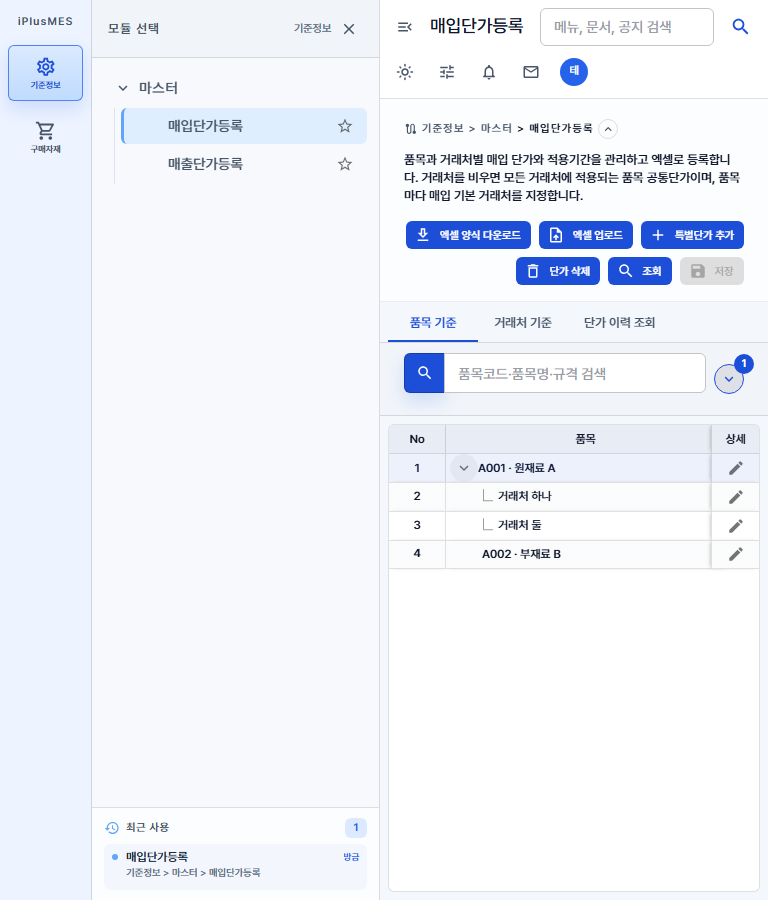 iPlusMES
기준정보
구매자재
모듈 선택
기준정보
마스터
매입단가등록
매출단가등록
최근 사용
1
매입단가등록
방금
기준정보 > 마스터 > 매입단가등록
매입단가등록
메뉴, 문서, 공지 검색
테
기준정보 > 마스터 > 매입단가등록
품목과 거래처별 매입 단가와 적용기간을 관리하고 엑셀로 등록합니
다. 거래처를 비우면 모든 거래처에 적용되는 품목 공통단가이며, 품목
마다 매입 기본 거래처를 지정합니다.
엑셀 양식 다운로드
엑셀 업로드
특별단가 추가
단가 삭제
조회
저장
품목 기준
거래처 기준
단가 이력 조회
품목코드·품목명·규격 검색
1
No
품목
상세
1
A001 · 원재료 A
2
거래처 하나
3
거래처 둘
4
A002 · 부재료 B